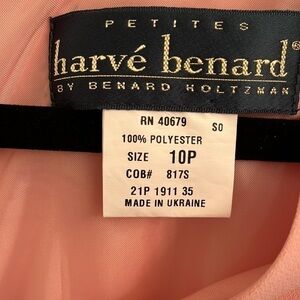 PETITES
harvé benard®
BY BENARD HOLTZMAN
RN 40679 SO
100% POLYESTER
SIZE 10P
COB# 817S
21P 1911 35
MADE IN UKRAINE